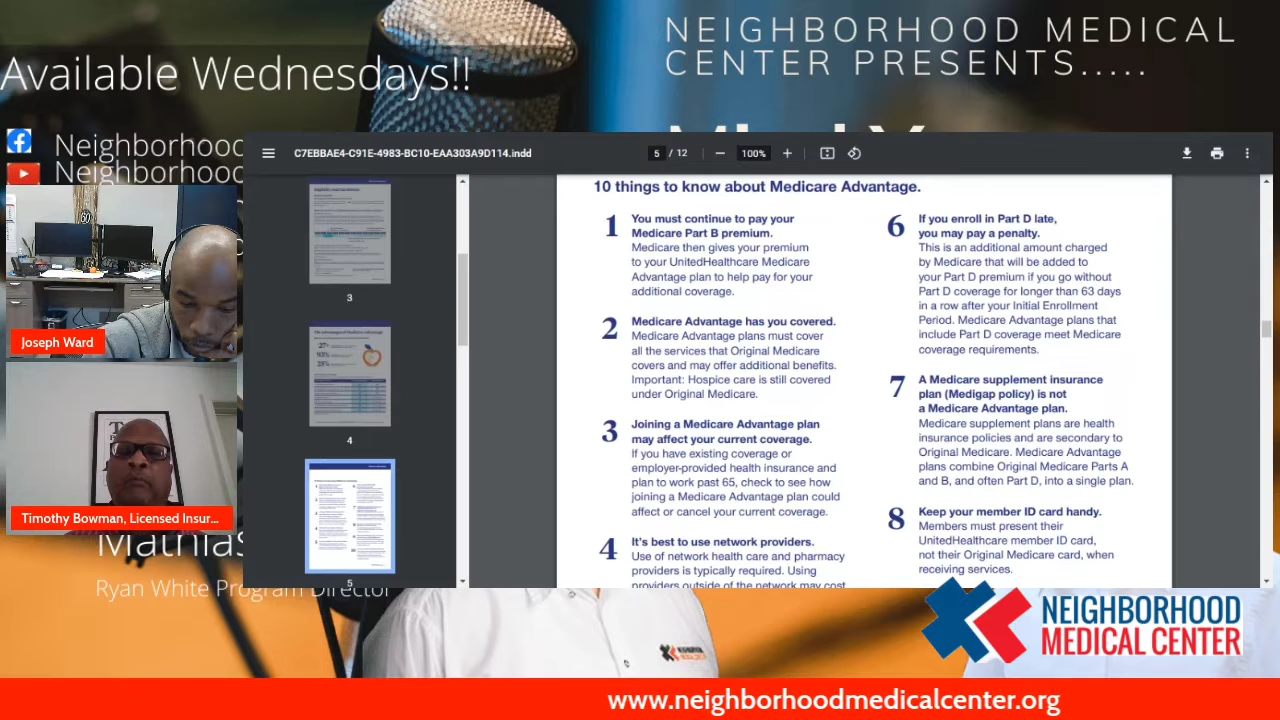 NEIGHBORHOOD MEDICAL
CENTER PRESENTS.....
Available Wednesdays!!
Neighborhood
Neighborhood
C7EBBAE4-C91E-4983-BC10-EAA303A9D114.indd
5 / 12
100%
60
Joseph Ward
Timothy Bowman, Licensed Insur...
Ryan White Program Director
3
The Advantages of Medicare Advantage
4
5
10 things to know about Medicare Advantage.
1
You must continue to pay your
Medicare Part B premium.
Medicare then gives your premium
to your UnitedHealthcare Medicare
Advantage plan to help pay for your
additional coverage.
2
Medicare Advantage has you covered.
Medicare Advantage plans must cover
all the services that Original Medicare
covers and may offer additional benefits.
Important: Hospice care is still covered
under Original Medicare.
3
Joining a Medicare Advantage plan
may affect your current coverage.
If you have existing coverage or
employer-provided health insurance and
plan to work past 65, check to see how
joining a Medicare Advantage plan could
affect or cancel your current coverage.
4
It's best to use network providers.
Use of network health care and pharmacy
providers is typically required. Using
providers outside of the network may cost
6
If you enroll in Part D late,
you may pay a penalty.
This is an additional amount charged
by Medicare that will be added to
your Part D premium if you go without
Part D coverage for longer than 63 days
in a row after your Initial Enrollment
Period. Medicare Advantage plans that
include Part D coverage meet Medicare
coverage requirements.
7
A Medicare supplement insurance
plan (Medigap policy) is not
a Medicare Advantage plan.
Medicare supplement plans are health
insurance policies and are secondary to
Original Medicare. Medicare Advantage
plans combine Original Medicare Parts A
and B, and often Part D, into a single plan.
8
Keep your member ID card handy.
Members must present their
UnitedHealthcare member ID card,
not their Original Medicare card, when
receiving services.
NEIGHBORHOOD
MEDICAL CENTER
www.neighborhoodmedicalcenter.org